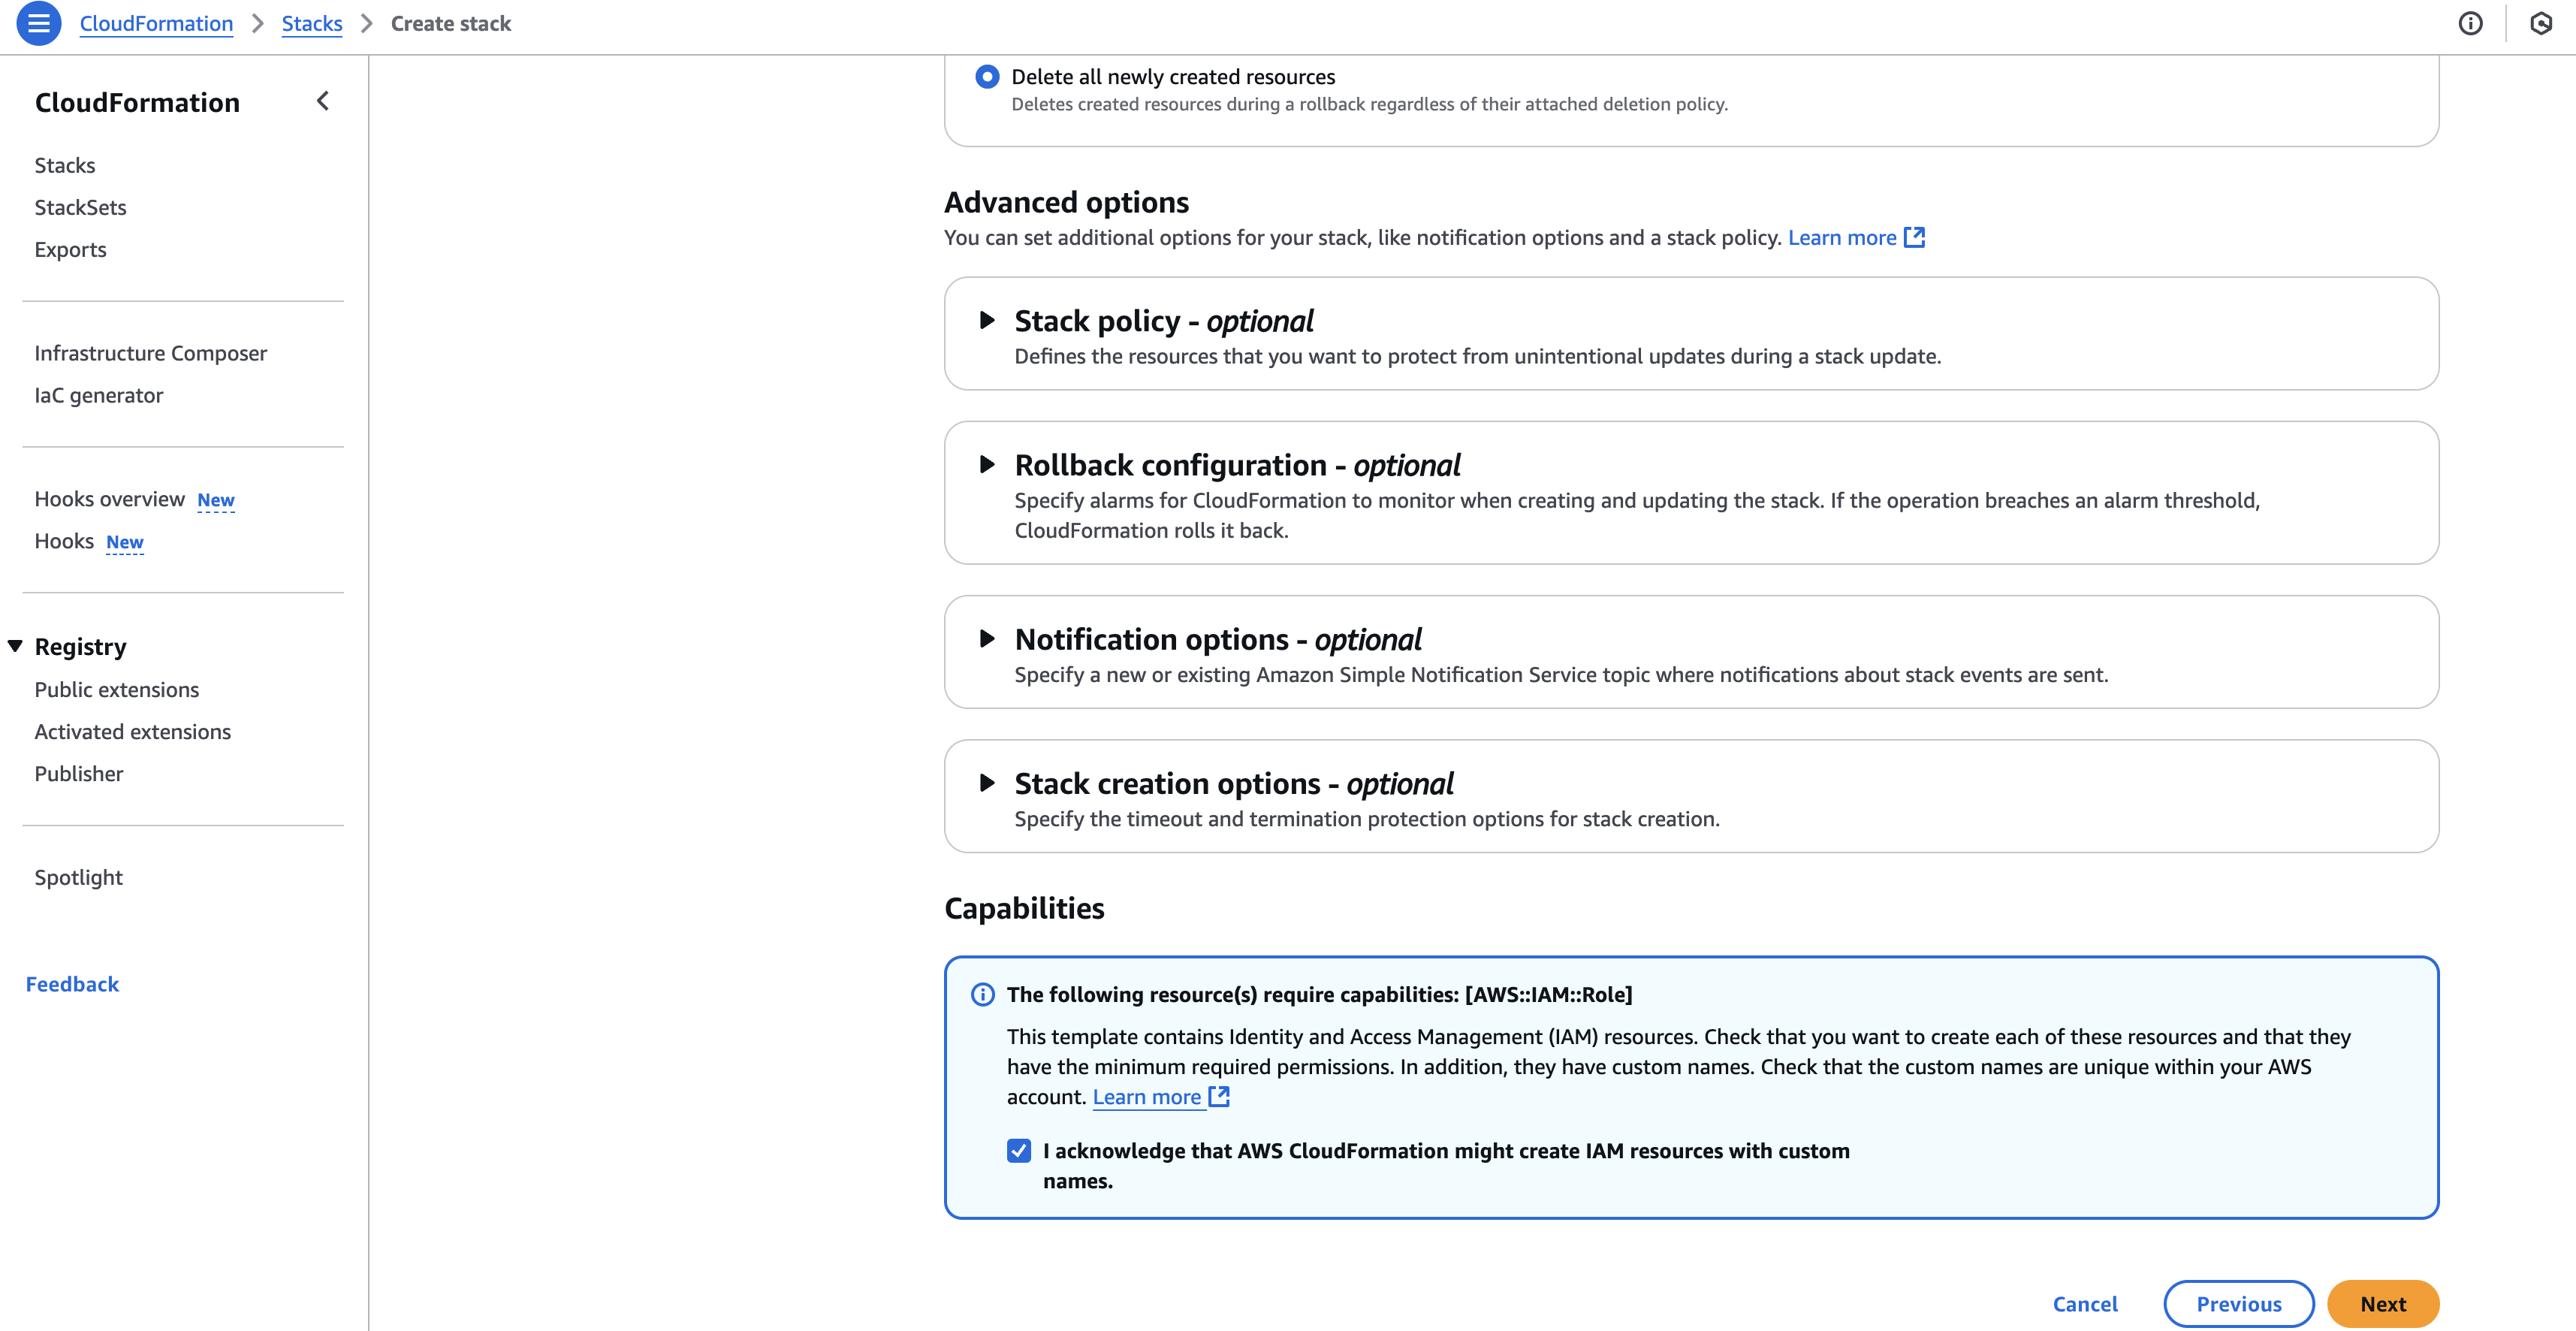 CloudFormation
Stacks
Create stack
CloudFormation
Stacks
StackSets
Exports
Infrastructure Composer
IaC generator
Hooks overview New
Hooks New
Registry
Public extensions
Activated extensions
Publisher
Spotlight
Feedback
Delete all newly created resources
Deletes created resources during a rollback regardless of their attached deletion policy.
Advanced options
You can set additional options for your stack, like notification options and a stack policy. Learn more
Stack policy - optional
Defines the resources that you want to protect from unintentional updates during a stack update.
Rollback configuration - optional
Specify alarms for CloudFormation to monitor when creating and updating the stack. If the operation breaches an alarm threshold,
CloudFormation rolls it back.
Notification options - optional
Specify a new or existing Amazon Simple Notification Service topic where notifications about stack events are sent.
Stack creation options - optional
Specify the timeout and termination protection options for stack creation.
Capabilities
The following resource(s) require capabilities: [AWS::IAM::Role]
This template contains Identity and Access Management (IAM) resources. Check that you want to create each of these resources and that they
have the minimum required permissions. In addition, they have custom names. Check that the custom names are unique within your AWS
account. Learn more
I acknowledge that AWS CloudFormation might create IAM resources with custom
names.
Cancel
Previous
Next